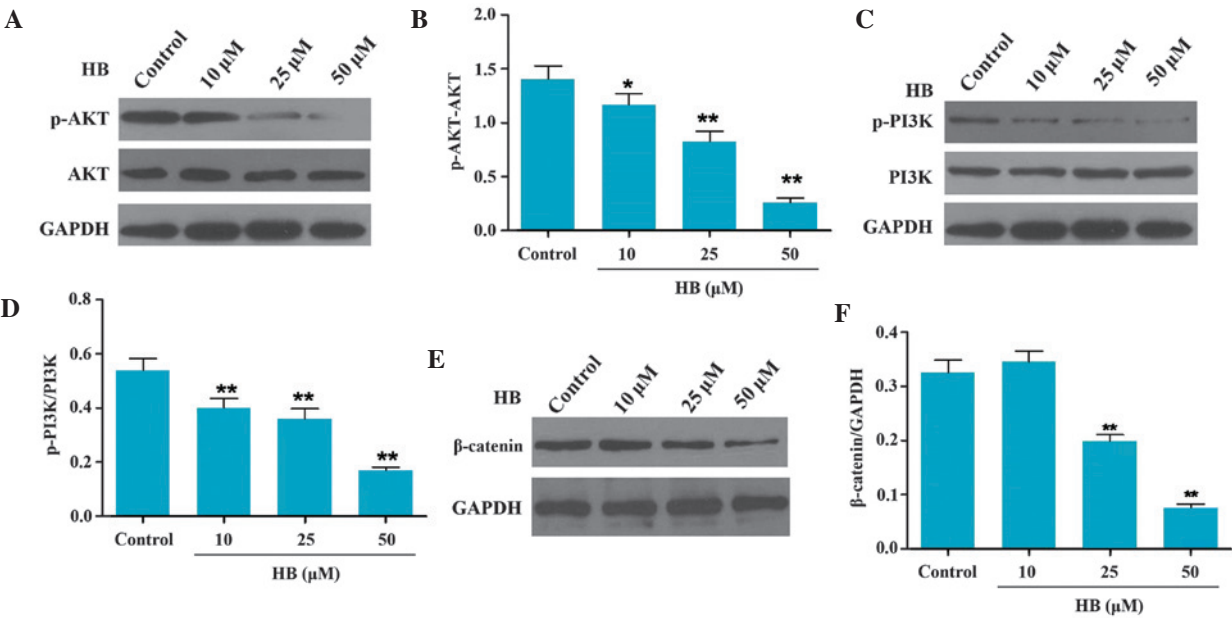 A
HB
Control
10 µM
25 µM
50 µM
p-AKT
AKT
GAPDH
B
p-AKT-AKT
1.5
1.0
0.5
0.0
*
**
**
Control
10
25
50
HB (µM)
C
HB
Control
10 µM
25 µM
50 µM
p-PI3K
PI3K
GAPDH
D
p-PI3K/PI3K
0.8
0.6
0.4
0.2
0.0
**
**
**
Control
10
25
50
HB (µM)
E
HB
Control
10 µM
25 µM
50 µM
β-catenin
GAPDH
F
β-catenin/GAPDH
0.4
0.3
0.2
0.1
0.0
**
**
Control
10
25
50
HB (µM)